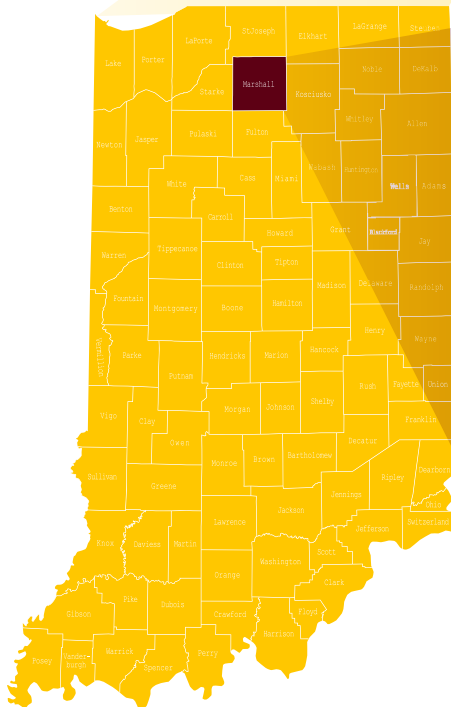 LaPorte
StJoseph
Elkhart
LaGrange
Steuben
Lake
Porter
Starke
Marshall
Kosciusko
Noble
DeKalb
Newton
Jasper
Pulaski
Fulton
Whitley
Allen
White
Cass
Miami
Wabash
Huntington
Wells
Adams
Benton
Carroll
Howard
Grant
Blackford
Jay
Warren
Tippecanoe
Clinton
Tipton
Madison
Delaware
Randolph
Fountain
Montgomery
Boone
Hamilton
Henry
Wayne
Vermillion
Parke
Putnam
Hendricks
Marion
Hancock
Rush
Fayette
Union
Vigo
Clay
Owen
Morgan
Johnson
Shelby
Franklin
Decatur
Sullivan
Greene
Monroe
Brown
Bartholomew
Jennings
Ripley
Dearborn
Ohio
Switzerland
Knox
Daviess
Martin
Lawrence
Jackson
Jefferson
Scott
Orange
Washington
Clark
Gibson
Pike
Dubois
Crawford
Floyd
Harrison
Posey
Vander-
burgh
Warrick
Spencer
Perry